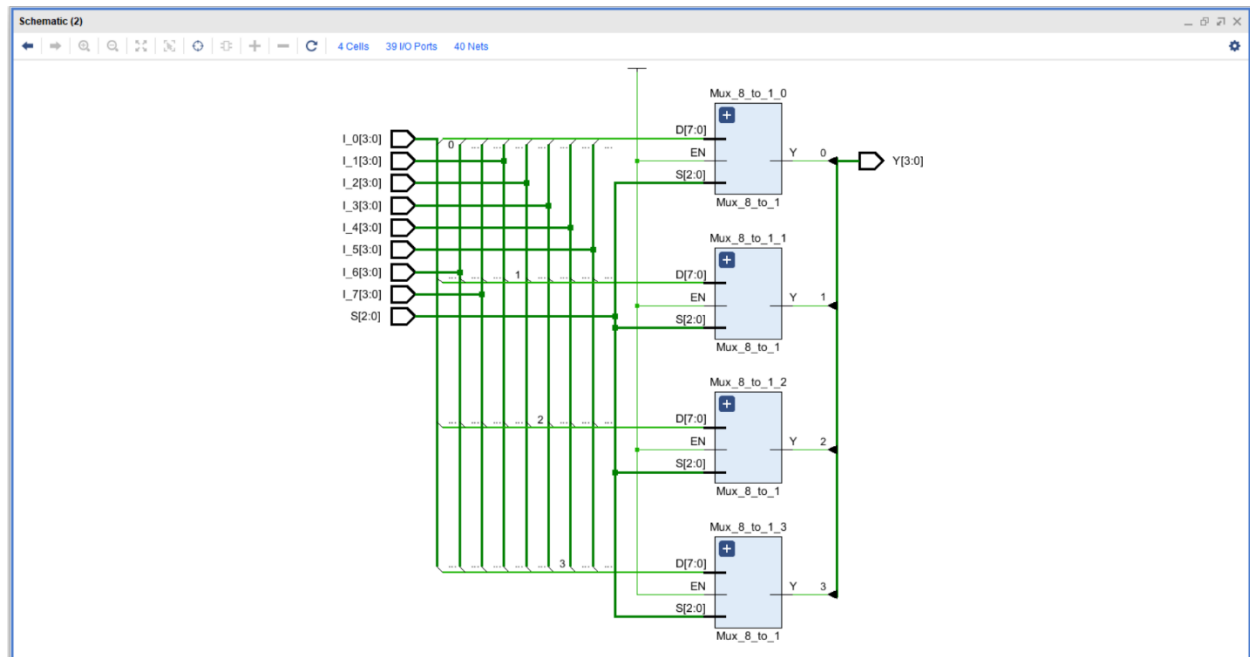 Schematic (2)
4 Cells 39 I/O Ports 40 Nets
Mux_8_to_1_0
I_0[3:0]
0 ... ... ... ... ... ... ...
D[7:0]
I_1[3:0]
EN
Y 0
Y[3:0]
I_2[3:0]
S[2:0]
I_3[3:0]
Mux_8_to_1
I_4[3:0]
Mux_8_to_1_1
I_5[3:0]
I_6[3:0]
... ... ... 1 ... ... ... ...
D[7:0]
I_7[3:0]
EN
Y 1
S[2:0]
S[2:0]
Mux_8_to_1
Mux_8_to_1_2
... ... ... ... 2 ... ... ...
D[7:0]
EN
Y 2
S[2:0]
Mux_8_to_1
Mux_8_to_1_3
... ... ... ... ... 3 ... ...
D[7:0]
EN
Y 3
S[2:0]
Mux_8_to_1